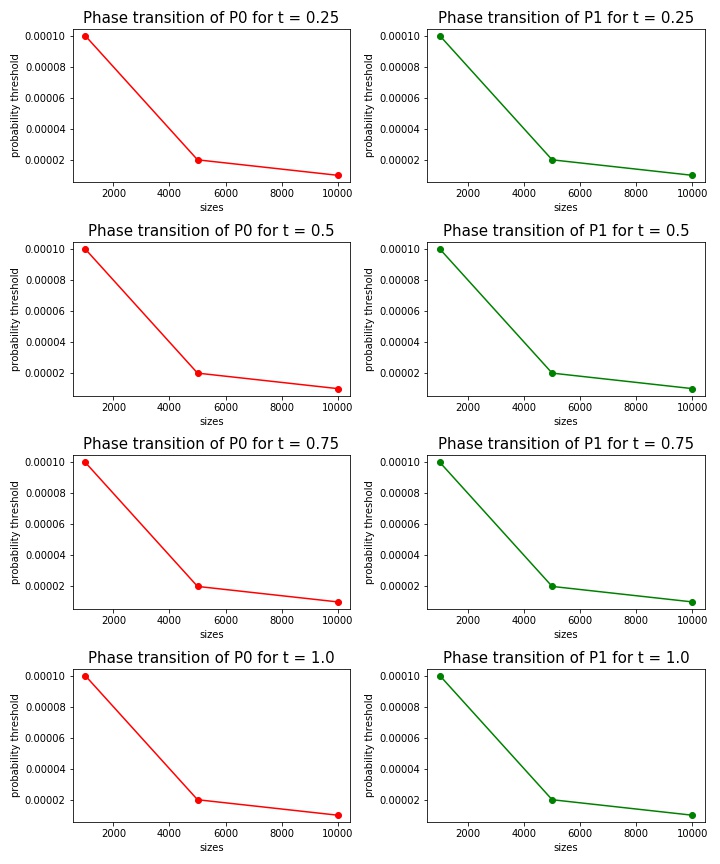 Phase transition of P0 for t = 0.25
0.00010
0.00008
0.00006
0.00004
0.00002
probability threshold
2000 4000 6000 8000 10000
sizes
Phase transition of P1 for t = 0.25
0.00010
0.00008
0.00006
0.00004
0.00002
probability threshold
2000 4000 6000 8000 10000
sizes
Phase transition of P0 for t = 0.5
0.00010
0.00008
0.00006
0.00004
0.00002
probability threshold
2000 4000 6000 8000 10000
sizes
Phase transition of P1 for t = 0.5
0.00010
0.00008
0.00006
0.00004
0.00002
probability threshold
2000 4000 6000 8000 10000
sizes
Phase transition of P0 for t = 0.75
0.00010
0.00008
0.00006
0.00004
0.00002
probability threshold
2000 4000 6000 8000 10000
sizes
Phase transition of P1 for t = 0.75
0.00010
0.00008
0.00006
0.00004
0.00002
probability threshold
2000 4000 6000 8000 10000
sizes
Phase transition of P0 for t = 1.0
0.00010
0.00008
0.00006
0.00004
0.00002
probability threshold
2000 4000 6000 8000 10000
sizes
Phase transition of P1 for t = 1.0
0.00010
0.00008
0.00006
0.00004
0.00002
probability threshold
2000 4000 6000 8000 10000
sizes